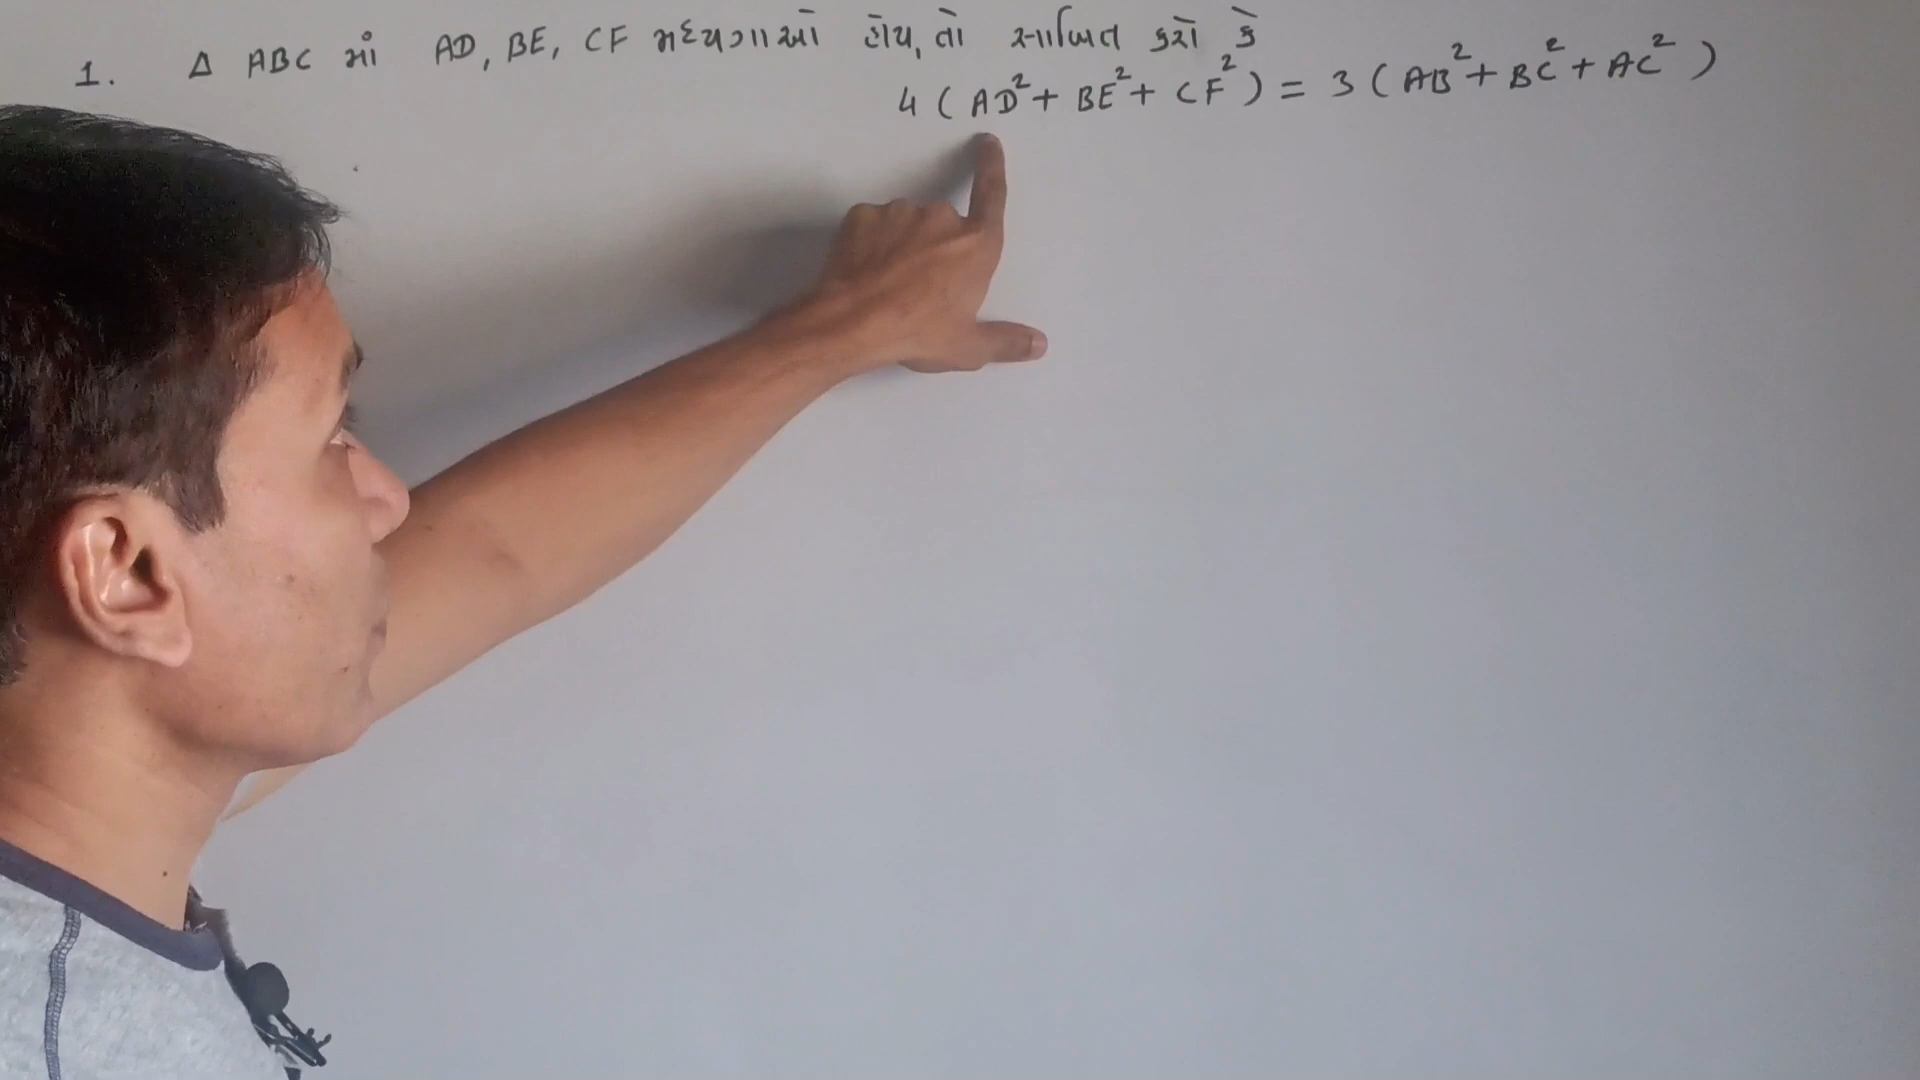 1. Δ ABC માં AD, BE, CF મધ્યગાઓ હોય, તો સાબિત કરો કે
4 ( AD² + BE² + CF² ) = 3 ( AB² + BC² + AC² )